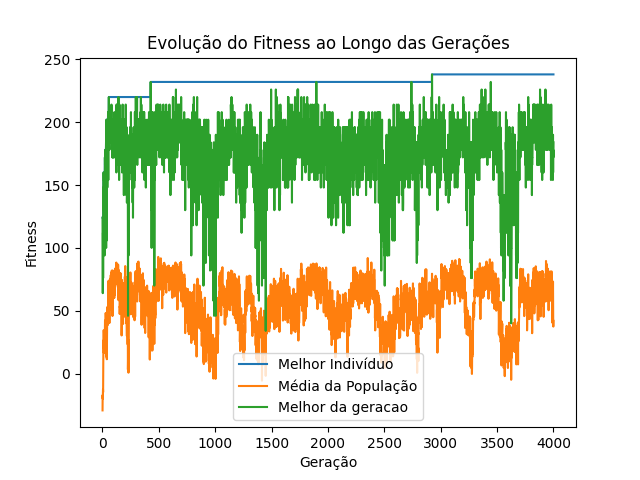 Evolução do Fitness ao Longo das Gerações
250
200
150
100
50
0
Fitness
Melhor Indivíduo
Média da População
Melhor da geracao
0 500 1000 1500 2000 2500 3000 3500 4000
Geração